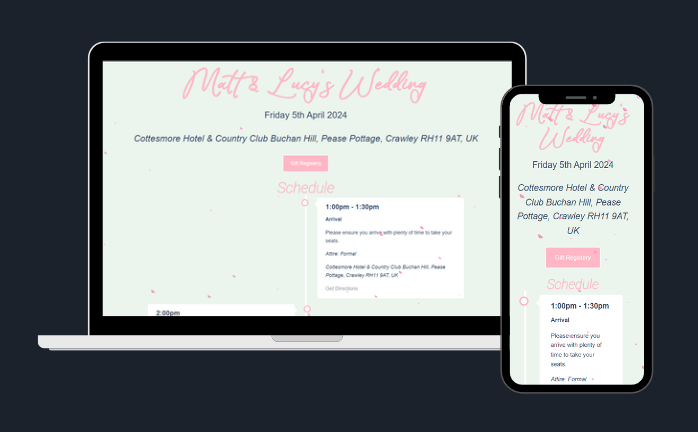 Matt & Lucy's Wedding
Friday 5th April 2024
Cottesmore Hotel & Country Club Buchan Hill, Pease Pottage, Crawley RH11 9AT, UK
Gift Registry
Schedule
1:00pm - 1:30pm
Arrival
Please ensure you arrive with plenty of time to take your
seats.
Attire: Formal
Cottesmore Hotel & Country Club Buchan Hill, Pease
Pottage, Crawley RH11 9AT, UK
Get Directions
2:00pm
Matt & Lucy's
Wedding
Friday 5th April 2024
Cottesmore Hotel & Country
Club Buchan Hill, Pease
Pottage, Crawley RH11 9AT,
UK
Gift Registry
Schedule
1:00pm - 1:30pm
Arrival
Please ensure you
arrive with plenty of
time to take your
seats.
Attire: Formal